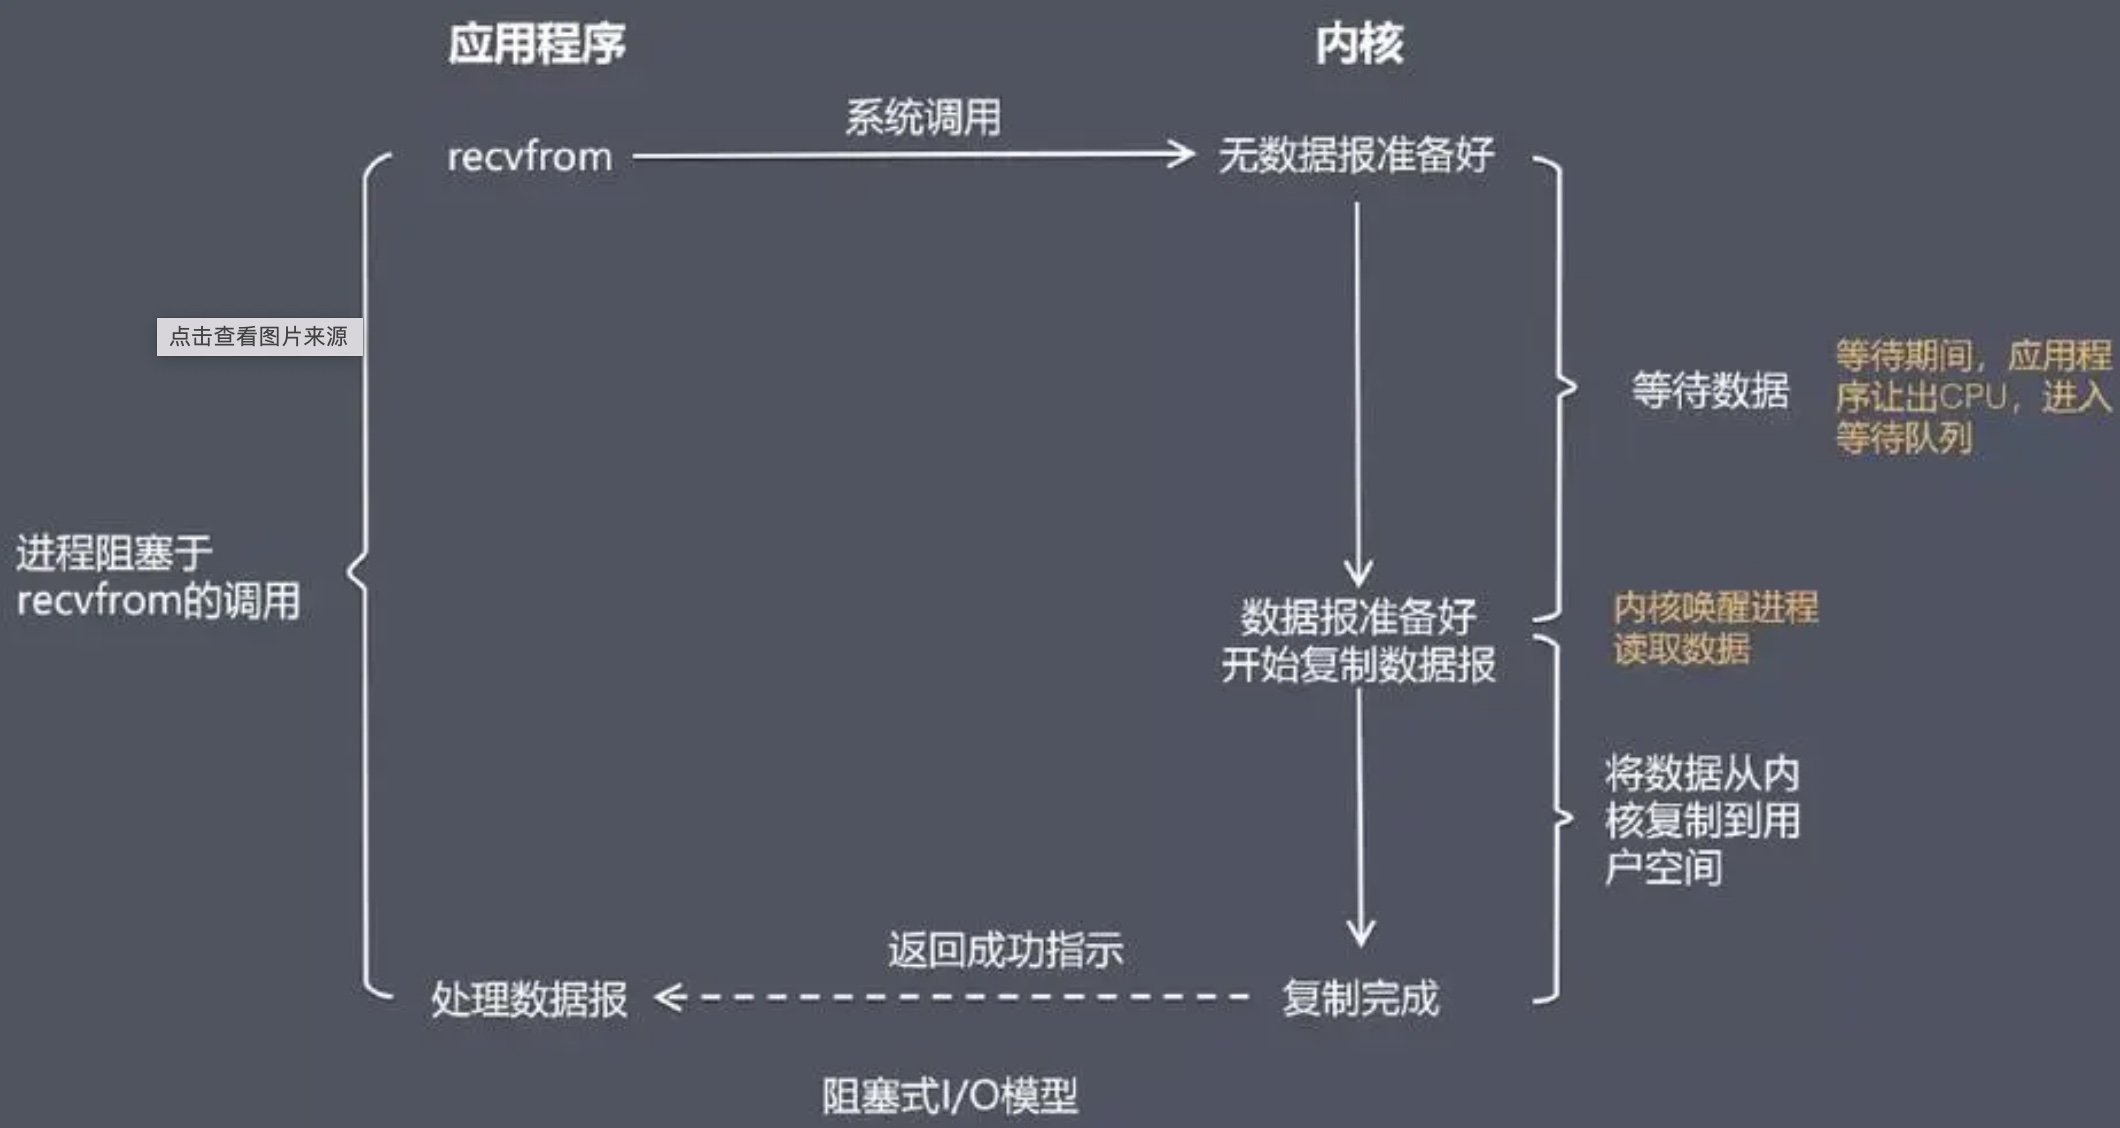 应用程序
内核
系统调用
recvfrom
无数据报准备好
点击查看图片来源
等待数据
等待期间，应用程
序让出CPU，进入
等待队列
进程阻塞于
recvfrom的调用
数据报准备好
开始复制数据报
内核唤醒进程
读取数据
将数据从内
核复制到用
户空间
返回成功指示
处理数据报
复制完成
阻塞式I/O模型